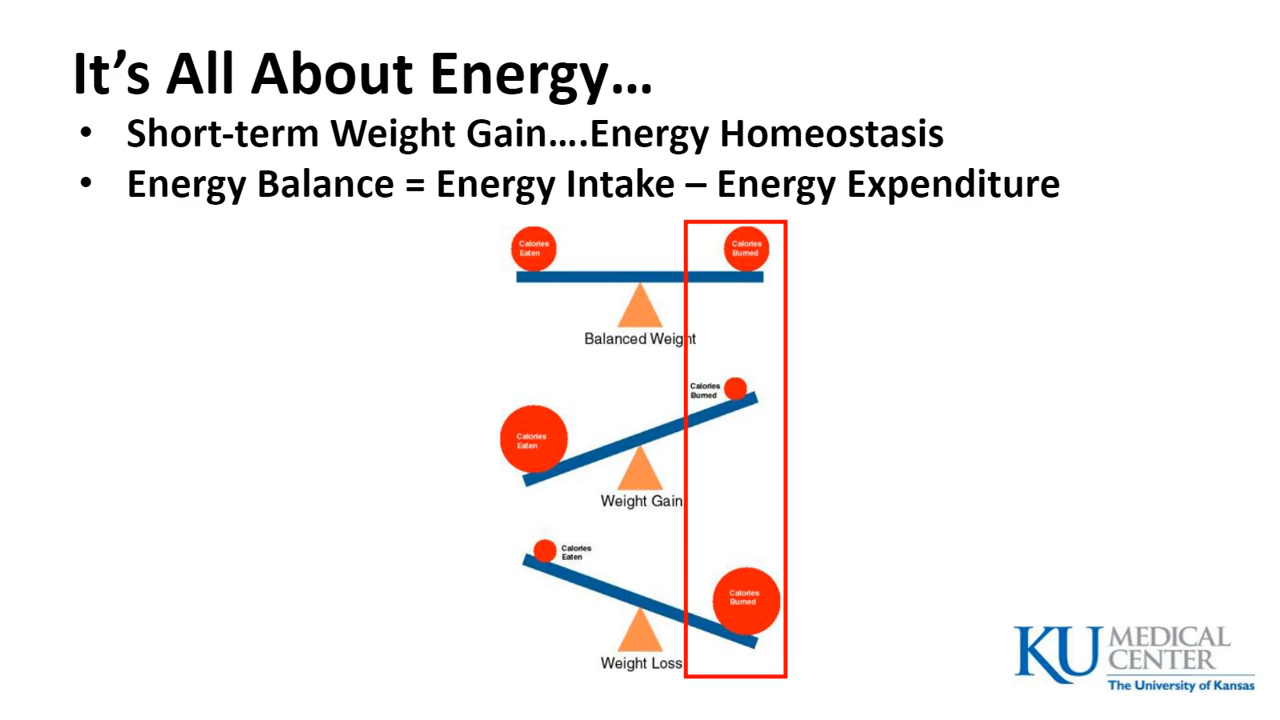 It’s All About Energy…
• Short-term Weight Gain….Energy Homeostasis
• Energy Balance = Energy Intake – Energy Expenditure
Calories
Eaten
Calories
Burned
Balanced Weight
Calories
Burned
Calories
Eaten
Weight Gain
Calories
Eaten
Calories
Burned
Weight Loss
KU MEDICAL
CENTER
The University of Kansas